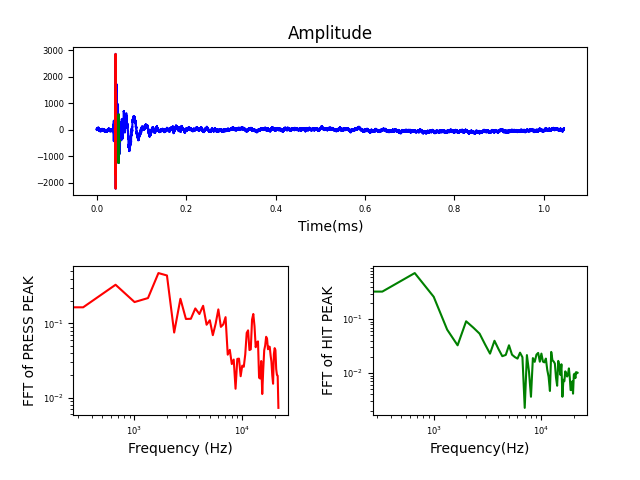 Amplitude
3000
2000
1000
0
−1000
−2000
0.0 0.2 0.4 0.6 0.8 1.0
Time(ms)
FFT of PRESS PEAK
10⁻¹
10⁻²
10³ 10⁴
Frequency (Hz)
FFT of HIT PEAK
10⁻¹
10⁻²
10³ 10⁴
Frequency(Hz)